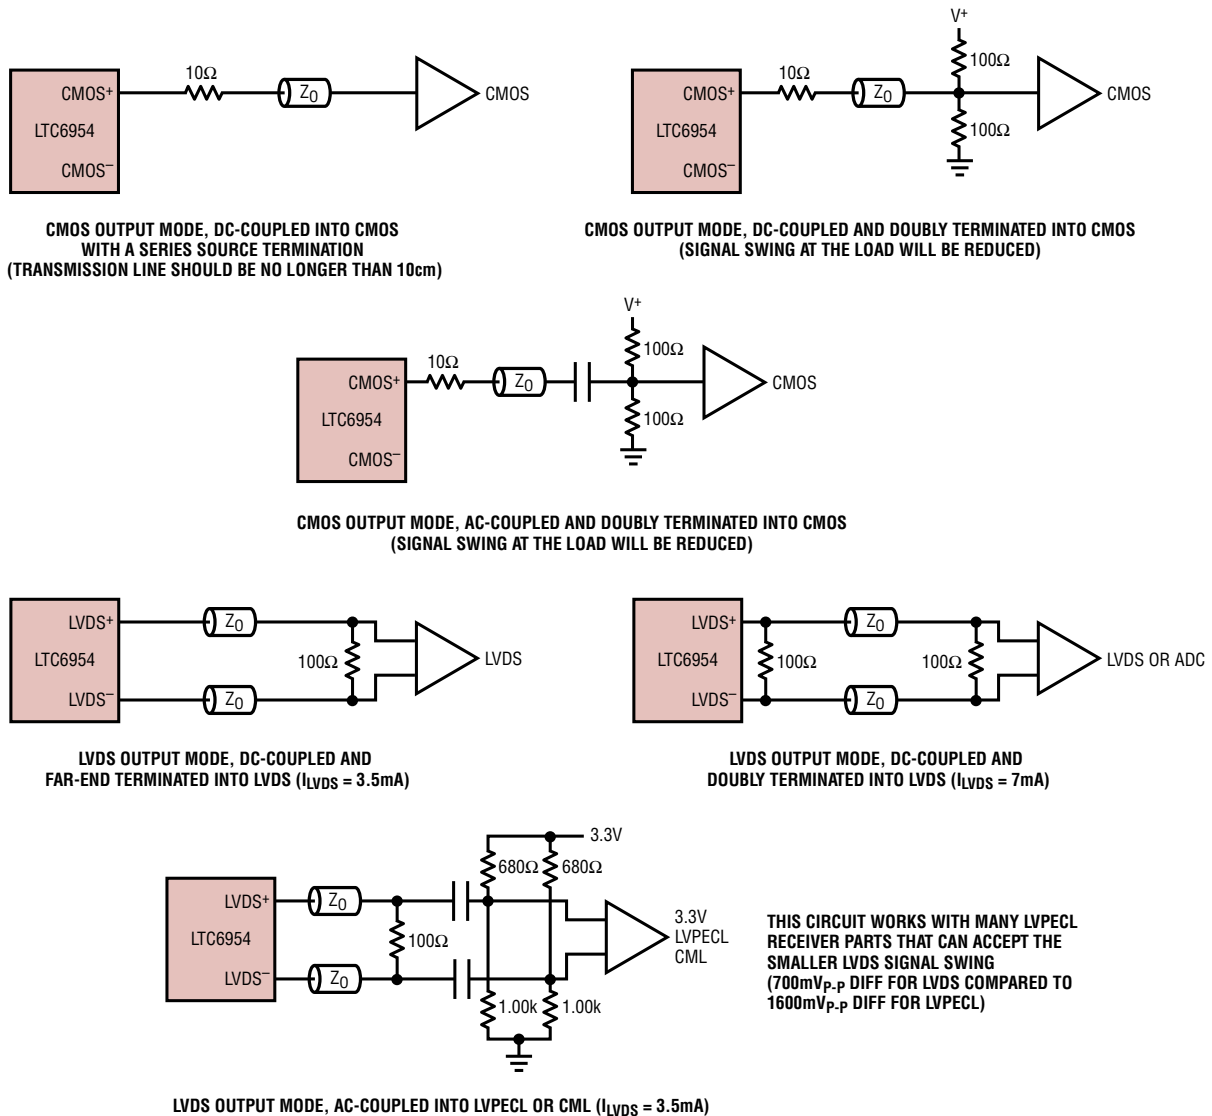 CMOS+
10Ω
Z0
CMOS
LTC6954
CMOS−
CMOS OUTPUT MODE, DC-COUPLED INTO CMOS
WITH A SERIES SOURCE TERMINATION
(TRANSMISSION LINE SHOULD BE NO LONGER THAN 10cm)
V+
100Ω
CMOS+
10Ω
Z0
CMOS
LTC6954
100Ω
CMOS−
CMOS OUTPUT MODE, DC-COUPLED AND DOUBLY TERMINATED INTO CMOS
(SIGNAL SWING AT THE LOAD WILL BE REDUCED)
V+
100Ω
CMOS+
10Ω
Z0
CMOS
LTC6954
100Ω
CMOS−
CMOS OUTPUT MODE, AC-COUPLED AND DOUBLY TERMINATED INTO CMOS
(SIGNAL SWING AT THE LOAD WILL BE REDUCED)
LVDS+
Z0
LTC6954
100Ω
LVDS
LVDS−
Z0
LVDS OUTPUT MODE, DC-COUPLED AND
FAR-END TERMINATED INTO LVDS (ILVDS = 3.5mA)
LVDS+
Z0
LTC6954
100Ω
100Ω
LVDS OR ADC
LVDS−
Z0
LVDS OUTPUT MODE, DC-COUPLED AND
DOUBLY TERMINATED INTO LVDS (ILVDS = 7mA)
3.3V
680Ω
680Ω
LVDS+
Z0
LTC6954
100Ω
3.3V
LVPECL
CML
LVDS−
Z0
1.00k
1.00k
THIS CIRCUIT WORKS WITH MANY LVPECL
RECEIVER PARTS THAT CAN ACCEPT THE
SMALLER LVDS SIGNAL SWING
(700mVP-P DIFF FOR LVDS COMPARED TO
1600mVP-P DIFF FOR LVPECL)
LVDS OUTPUT MODE, AC-COUPLED INTO LVPECL OR CML (ILVDS = 3.5mA)